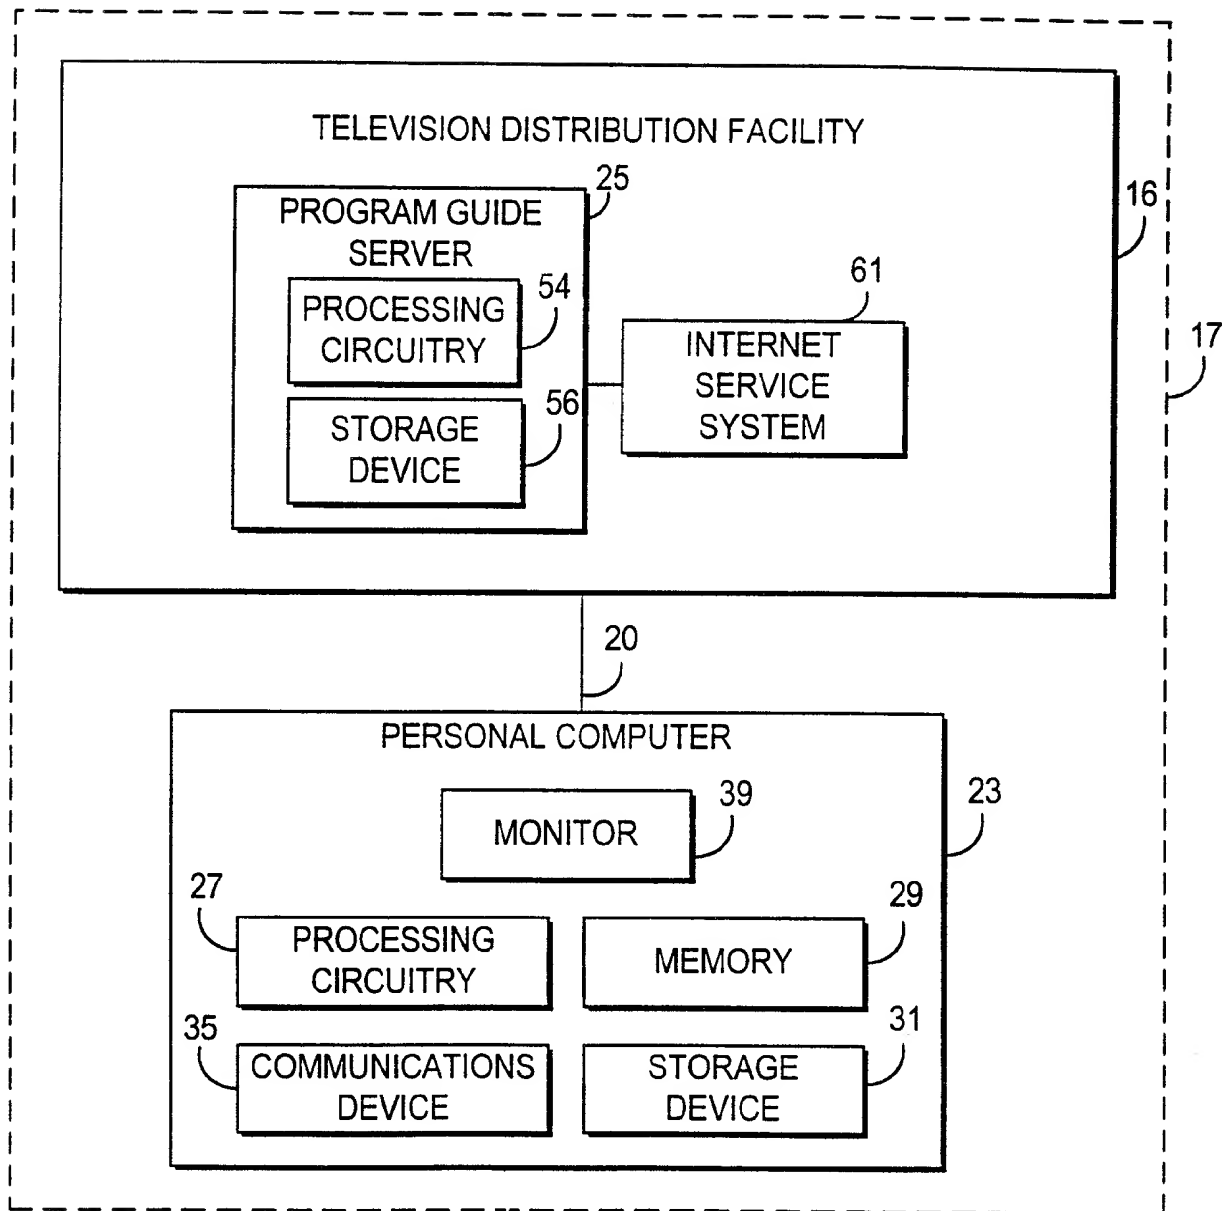 TELEVISION DISTRIBUTION FACILITY
25
PROGRAM GUIDE
SERVER
16
54
PROCESSING
CIRCUITRY
61
INTERNET
SERVICE
SYSTEM
17
56
STORAGE
DEVICE
20
PERSONAL COMPUTER
39
23
MONITOR
27
PROCESSING
CIRCUITRY
29
MEMORY
35
COMMUNICATIONS
DEVICE
31
STORAGE
DEVICE